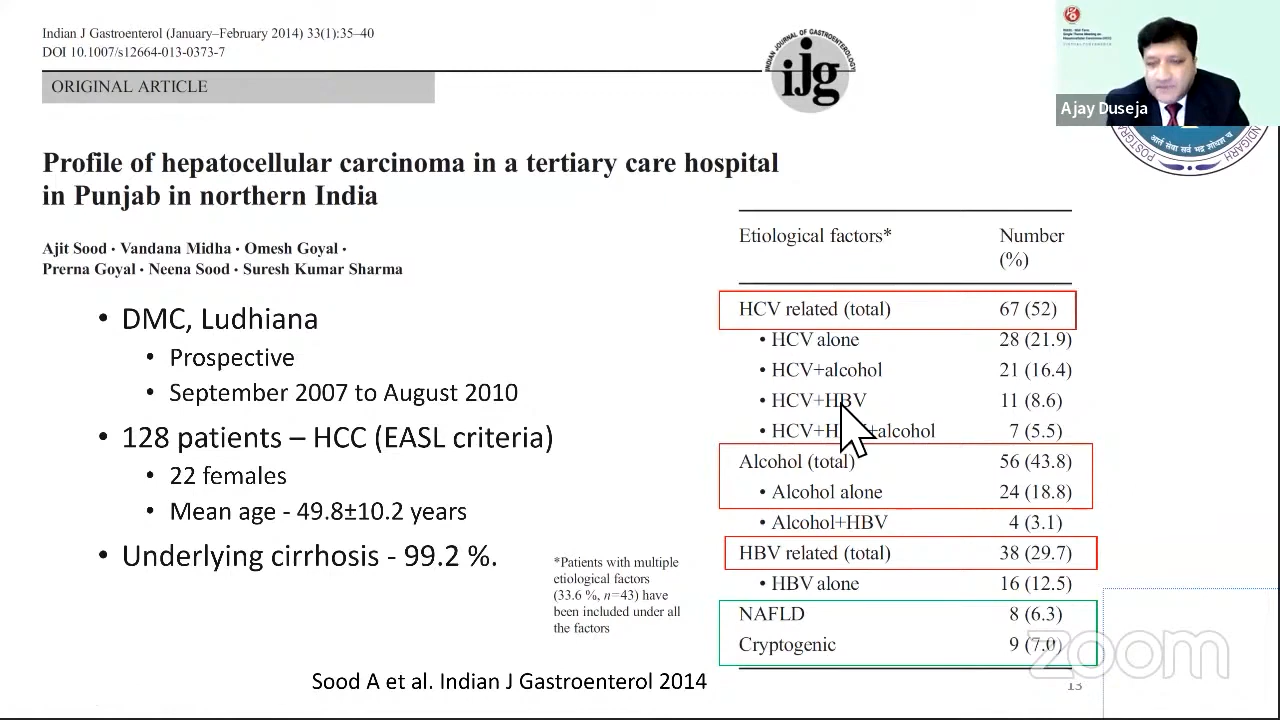 Indian J Gastroenterol (January–February 2014) 33(1):35–40
DOI 10.1007/s12664-013-0373-7
ORIGINAL ARTICLE
INDIAN JOURNAL OF GASTROENTEROLOGY
ijg
Ajay Duseja
Profile of hepatocellular carcinoma in a tertiary care hospital
in Punjab in northern India
Ajit Sood · Vandana Midha · Omesh Goyal ·
Prerna Goyal · Neena Sood · Suresh Kumar Sharma
• DMC, Ludhiana
• Prospective
• September 2007 to August 2010
• 128 patients – HCC (EASL criteria)
• 22 females
• Mean age - 49.8±10.2 years
• Underlying cirrhosis - 99.2 %.
*Patients with multiple
etiological factors
(33.6 %, n=43) have
been included under all
the factors
Etiological factors* Number
(%)
HCV related (total) 67 (52)
• HCV alone 28 (21.9)
• HCV+alcohol 21 (16.4)
• HCV+HBV 11 (8.6)
• HCV+H +alcohol 7 (5.5)
Alcohol (total) 56 (43.8)
• Alcohol alone 24 (18.8)
• Alcohol+HBV 4 (3.1)
HBV related (total) 38 (29.7)
• HBV alone 16 (12.5)
NAFLD 8 (6.3)
Cryptogenic 9 (7.0)
Sood A et al. Indian J Gastroenterol 2014
zoom
13